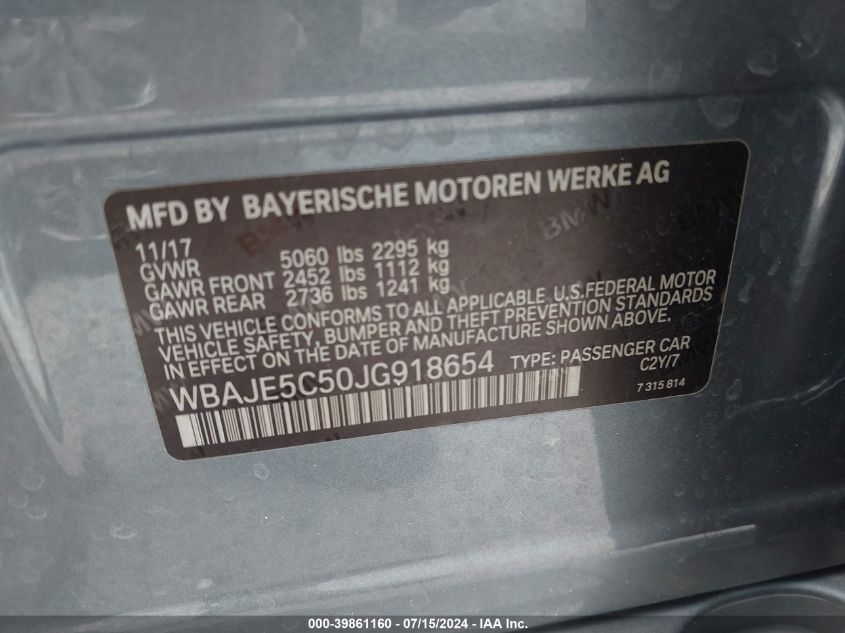 MFD BY BAYERISCHE MOTOREN WERKE AG
11/17
GVWR 5060 lbs 2295 kg
GAWR FRONT 2452 lbs 1112 kg
GAWR REAR 2736 lbs 1241 kg
THIS VEHICLE CONFORMS TO ALL APPLICABLE U.S.FEDERAL MOTOR
VEHICLE SAFETY, BUMPER AND THEFT PREVENTION STANDARDS
IN EFFECT ON THE DATE OF MANUFACTURE SHOWN ABOVE.
WBAJE5C50JG918654 TYPE: PASSENGER CAR
C2Y/7
7 315 814
000-39861160 - 07/15/2024 - IAA Inc.